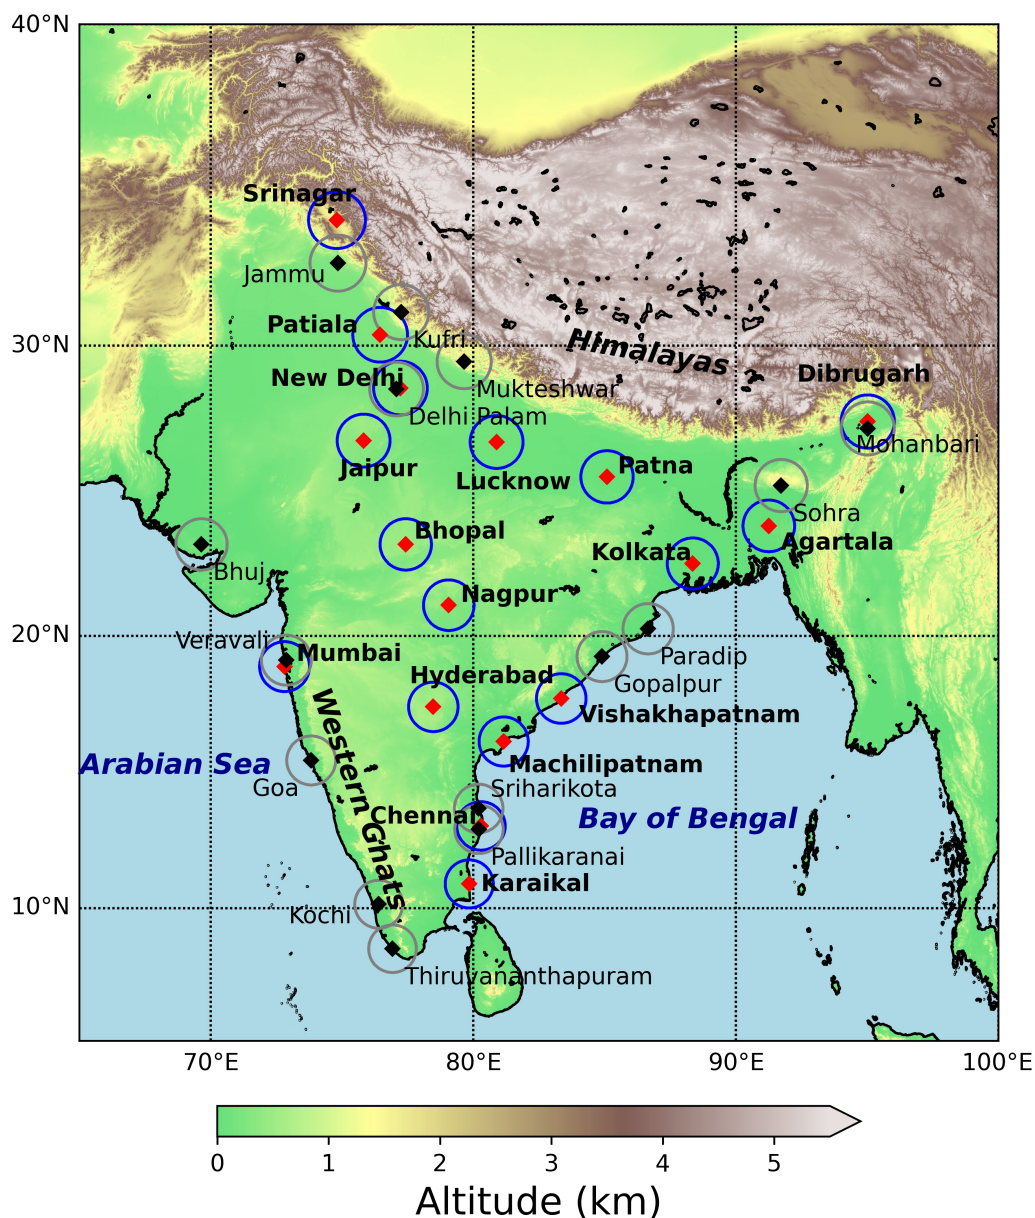 40°N
Srinagar
Jammu
Patiala
Kufri
Himalayas
30°N
New Delhi
Mukteshwar
Dibrugarh
Delhi Palam
Mohanbari
Jaipur
Lucknow
Patna
Sohra
Bhopal
Agartala
Kolkata
Bhuj
Nagpur
20°N
Veravali
Mumbai
Paradip
Hyderabad
Gopalpur
Vishakhapatnam
Western Ghats
Arabian Sea
Machilipatnam
Goa
Sriharikota
Chennai
Bay of Bengal
Pallikaranai
Karaikal
10°N
Kochi
Thiruvananthapuram
70°E 80°E 90°E 100°E
0 1 2 3 4 5
Altitude (km)